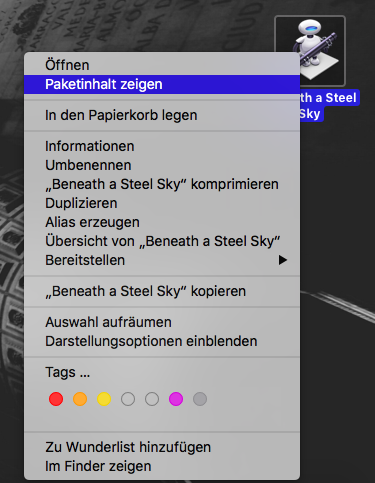 Öffnen
Paketinhalt zeigen
In den Papierkorb legen
Informationen
Umbenennen
„Beneath a Steel Sky“ komprimieren
Duplizieren
Alias erzeugen
Übersicht von „Beneath a Steel Sky“
Bereitstellen
„Beneath a Steel Sky“ kopieren
Auswahl aufräumen
Darstellungsoptionen einblenden
Tags ...
Zu Wunderlist hinzufügen
Im Finder zeigen
a Steel
Sky